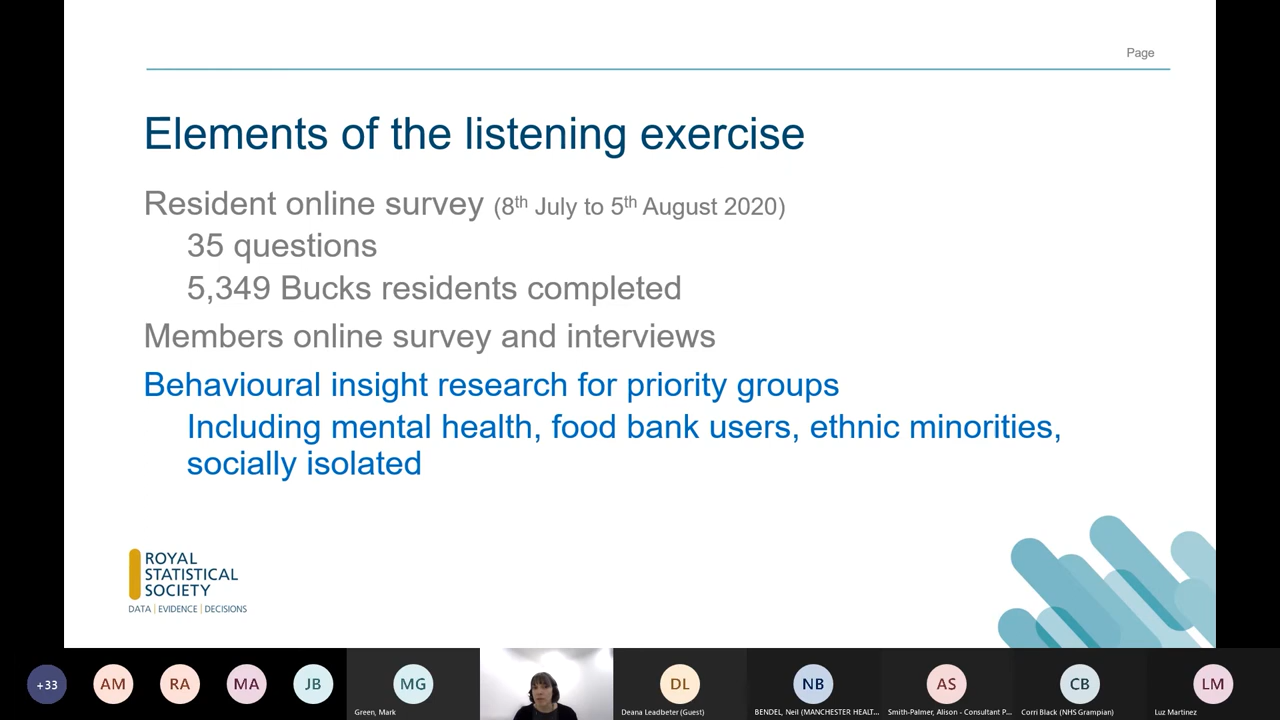 Page
Elements of the listening exercise
Resident online survey (8th July to 5th August 2020)
35 questions
5,349 Bucks residents completed
Members online survey and interviews
Behavioural insight research for priority groups
Including mental health, food bank users, ethnic minorities,
socially isolated
ROYAL
STATISTICAL
SOCIETY
DATA | EVIDENCE | DECISIONS
+33 AM RA MA JB MG DL NB AS CB LM
Green, Mark Deana Leadbeter (Guest) BENDEL, Neil (MANCHESTER HEALT... Smith-Palmer, Alison - Consultant P... Corri Black (NHS Grampian) Luz Martinez